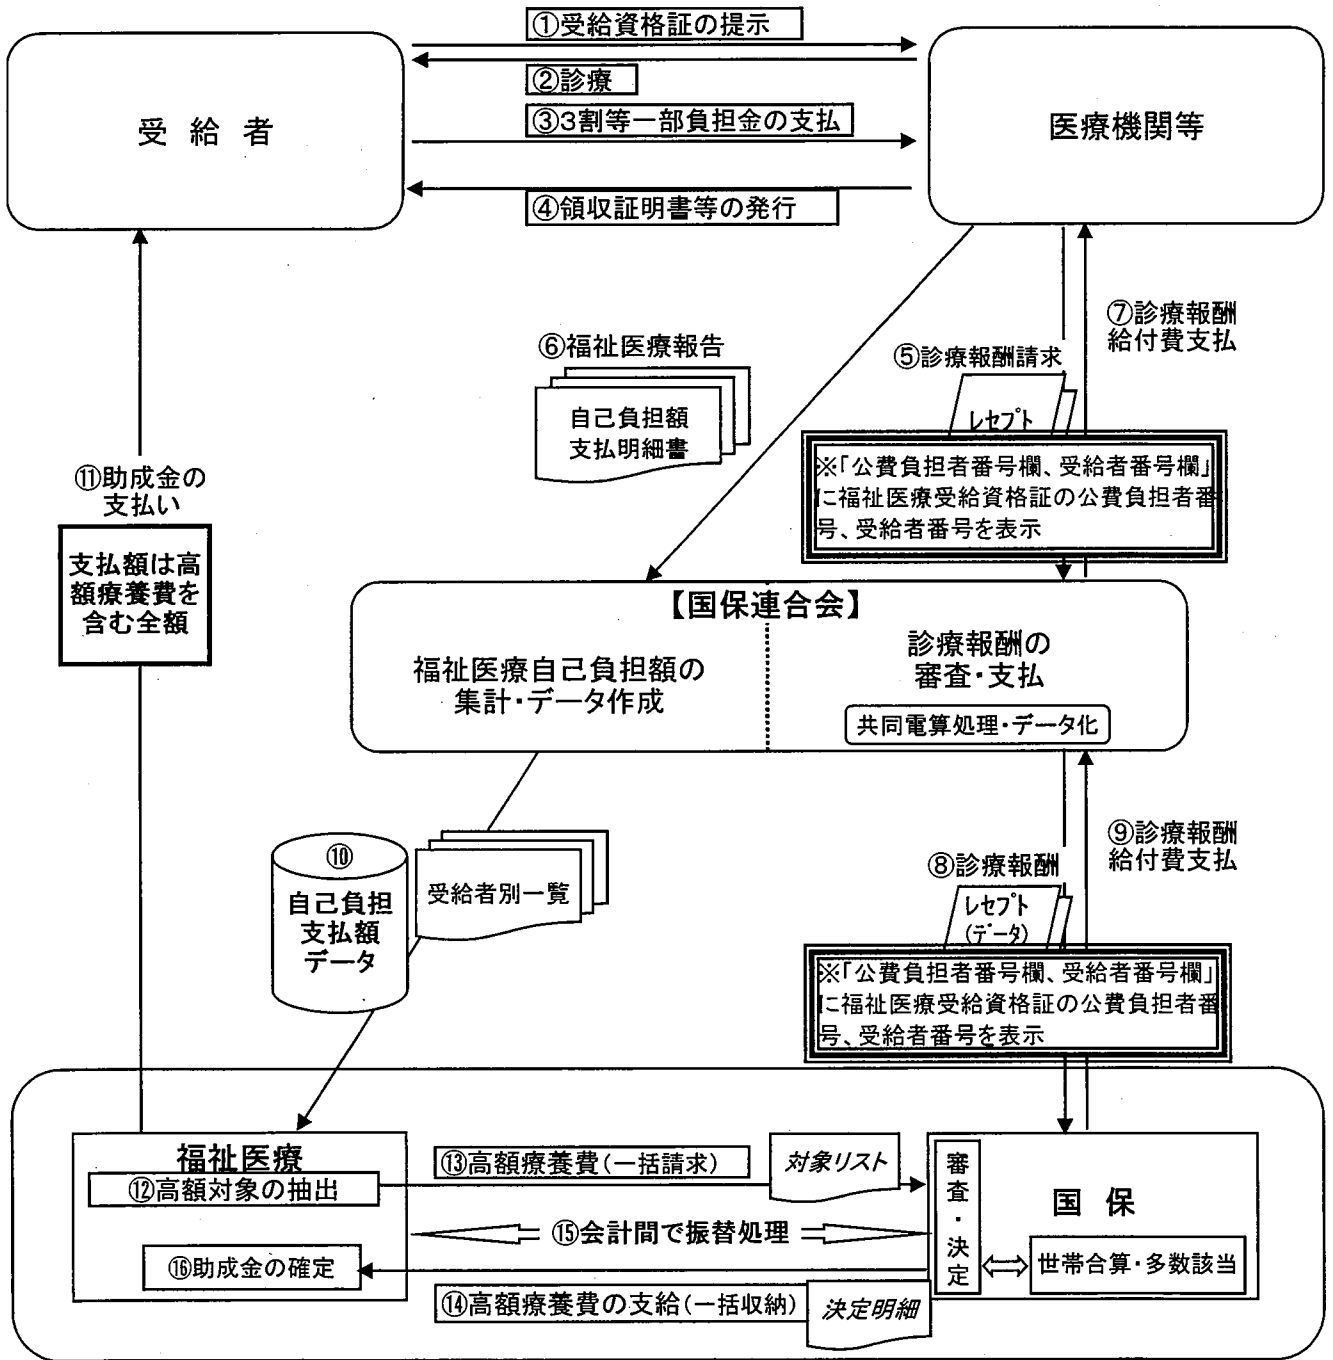 ①受給資格証の提示
②診療
③3割等一部負担金の支払
④領収証明書等の発行
受給者
医療機関等
⑦診療報酬
給付費支払
⑥福祉医療報告
自己負担額
支払明細書
⑤診療報酬請求
レセプト
※「公費負担者番号欄、受給者番号欄」
に福祉医療受給資格証の公費負担者番
号、受給者番号を表示
⑪助成金の
支払い
支払額は高
額療養費を
含む全額
【国保連合会】
福祉医療自己負担額の
集計・データ作成
診療報酬の
審査・支払
共同電算処理・データ化
⑩
自己負担
支払額
データ
受給者別一覧
⑨診療報酬
給付費支払
⑧診療報酬
レセプト
(データ)
※「公費負担者番号欄、受給者番号欄」
に福祉医療受給資格証の公費負担者番
号、受給者番号を表示
福祉医療
⑫高額対象の抽出
⑬高額療養費(一括請求)
対象リスト
審査・決定
国保
⑮会計間で振替処理
⑯助成金の確定
世帯合算・多数該当
⑭高額療養費の支給(一括収納)
決定明細